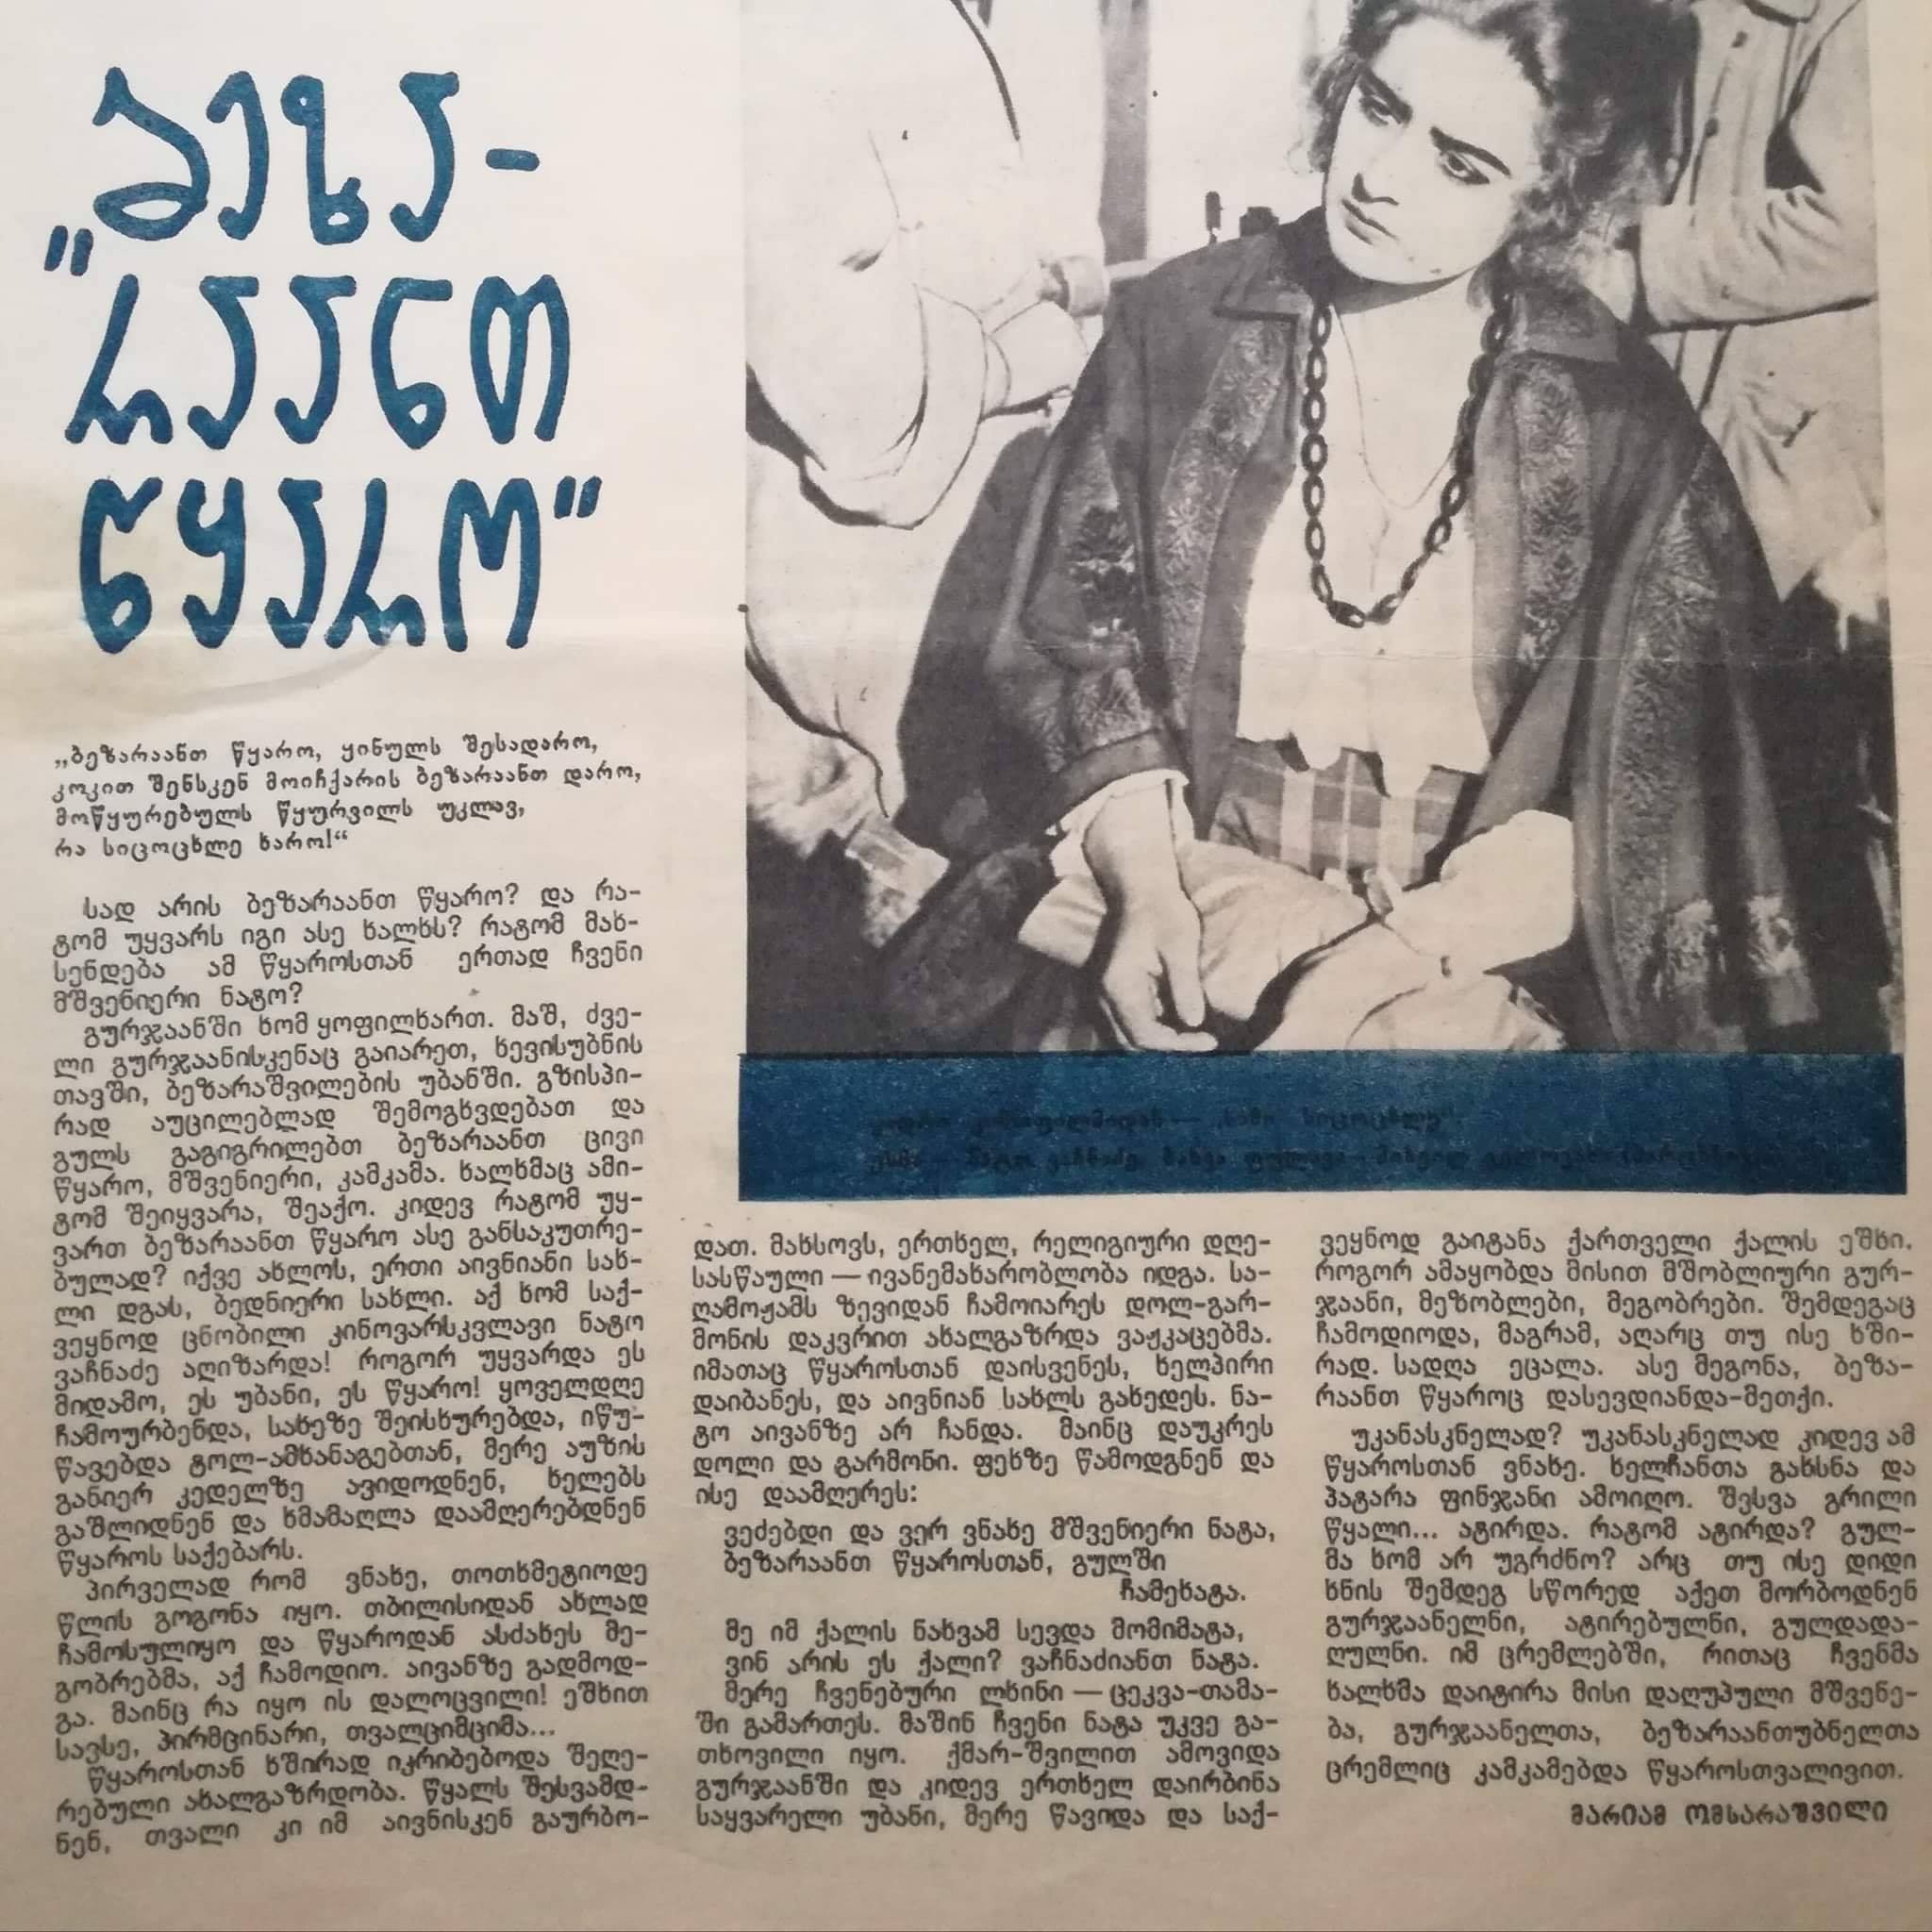 ბეზა-
„რაანთ
წყარო“
„ბეზარაანთ წყარო, ყინულს შესადარო,
კოკით შენსკენ მოიჩქარის ბეზარაანთ დარო,
მოწყურებულს წყურვილს უკლავ,
რა სიცოცხლე ხარო!“
სად არის ბეზარაანთ წყარო? და რა-
ტომ უყვარს იგი ასე ხალხს? რატომ მახ-
სენდება ამ წყაროსთან ერთად ჩვენი
მშვენიერი ნატო?
გურჯაანში ხომ ყოფილხართ. მაშ, ძვე-
ლი გურჯაანისკენაც გაიარეთ, ხევისუბნის
თავში, ბეზარაშვილების უბანში. გზისპი-
რად აუცილებლად შემოგხვდებათ და
გულს გაგიგრილებთ ბეზარაანთ ცივი
წყარო, მშვენიერი, კამკამა. ხალხმაც ამი-
ტომ შეიყვარა, შეაქო. კიდევ რატომ უყ-
ვართ ბეზარაანთ წყარო ასე განსაკუთრე-
ბულად? იქვე ახლოს, ერთი აივნიანი სახ-
ლი დგას, ბედნიერი სახლი. აქ ხომ საქ-
ვეყნოდ ცნობილი კინოვარსკვლავი ნატო
ვაჩნაძე აღიზარდა! როგორ უყვარდა ეს
მიდამო, ეს უბანი, ეს წყარო! ყოველდღე
ჩამოურბენდა, სახეზე შეისხურებდა, იწუ-
წავებდა ტოლ-ამხანაგებთან, მერე აუზის
განიერ კედელზე ავიდოდნენ, ხელებს
გაშლიდნენ და ხმამაღლა დაამღერებდნენ
წყაროს საქებარს.
პირველად რომ ვნახე, თოთხმეტიოდე
წლის გოგონა იყო. თბილისიდან ახლად
ჩამოსულიყო და წყაროდან ასძახეს მე-
გობრებმა, აქ ჩამოდიო. აივანზე გადმოდ-
გა. მაინც რა იყო ის დალოცვილი! ეშხით
სავსე, პირმცინარი, თვალციმციმა...
წყაროსთან ხშირად იკრიბებოდა შეღე-
რებული ახალგაზრდობა. წყალს შესვამდ-
ნენ, თვალი კი იმ აივნისკენ გაურბო-
დათ. მახსოვს, ერთხელ, რელიგიური დღე-
სასწაული — ივანემახარობლობა იდგა. სა-
ღამოჟამს ზევიდან ჩამოიარეს დოლ-გარ-
მონის დაკვრით ახალგაზრდა ვაჟკაცებმა.
იმათაც წყაროსთან დაისვენეს, ხელპირი
დაიბანეს, და აივნიან სახლს გახედეს. ნა-
ტო აივანზე არ ჩანდა. მაინც დაუკრეს
დოლი და გარმონი. ფეხზე წამოდგნენ და
ისე დაამღერეს:
ვეძებდი და ვერ ვნახე მშვენიერი ნატა,
ბეზარაანთ წყაროსთან, გულში
ჩამეხატა.
მე იმ ქალის ნახვამ სევდა მომიმატა,
ვინ არის ეს ქალი? ვაჩნაძიანთ ნატა.
მერე ჩვენებური ლხინი — ცეკვა-თამა-
ში გამართეს. მაშინ ჩვენი ნატა უკვე გა-
თხოვილი იყო. ქმარ-შვილით ამოვიდა
გურჯაანში და კიდევ ერთხელ დაირბინა
საყვარელი უბანი, მერე წავიდა და საქ-
ვეყნოდ გაიტანა ქართველი ქალის ეშხი.
როგორ ამაყობდა მისით მშობლიური გურ-
ჯაანი, მეზობლები, მეგობრები. შემდეგაც
ჩამოდიოდა, მაგრამ, აღარც თუ ისე ხში-
რად. სადღა ეცალა. ასე მეგონა, ბეზა-
რაანთ წყაროც დასევდიანდა-მეთქი.
უკანასკნელად? უკანასკნელად კიდევ ამ
წყაროსთან ვნახე. ხელჩანთა გახსნა და
პატარა ფინჯანი ამოიღო. შესვა გრილი
წყალი... ატირდა. რატომ ატირდა? გულ-
მა ხომ არ უგრძნო? არც თუ ისე დიდი
ხნის შემდეგ სწორედ აქეთ მორბოდნენ
გურჯაანელნი, ატირებულნი, გულდადა-
ღულნი. იმ ცრემლებში, რითაც ჩვენმა
ხალხმა დაიტირა მისი დაღუპული მშვენე-
ბა, გურჯაანელთა, ბეზარაანთუბნელთა
ცრემლიც კამკამებდა წყაროსთვალივით.
მარიამ ომსარაშვილი